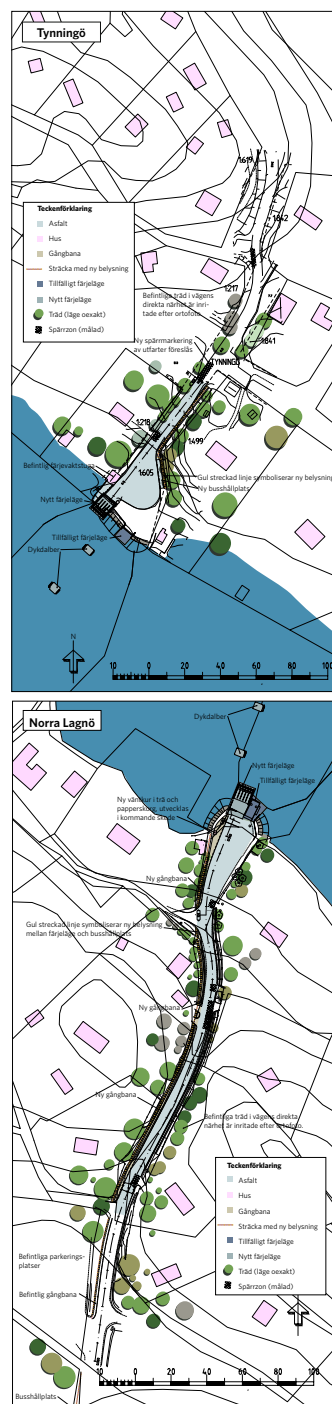 Tynningö
1619
1642
Teckenförklaring
Asfalt
Hus
Gångbana
Sträcka med ny belysning
Tillfälligt färjeläge
Nytt färjeläge
Träd (läge oexakt)
Spärrzon (målad)
1217
Befintliga träd i vägens
direkta närhet är inri-
tade efter ortofoto.
Ny spärrmarkering
av utfarter föreslås
1641
TYNNINGÖ
1218
1499
Befintlig färjevaktstuga
1605
Gul streckad linje symboliserar ny belysning
Ny busshållplats
Nytt färjeläge
Tillfälligt färjeläge
Dykdalber
N
10 0 20 40 60 80 100
Norra Lagnö
Dykdalber
Nytt färjeläge
Tillfälligt färjeläge
Ny väntkur i trä och
papperskorg, utvecklas
i kommande skede
Ny gångbana
Gul streckad linje symboliserar ny belysning
mellan färjeläge och busshållplats
Ny gångbana
Ny gångbana
Befintliga träd i vägens direkta
närhet är inritade efter ortofoto.
Teckenförklaring
Asfalt
Hus
Gångbana
Sträcka med ny belysning
Tillfälligt färjeläge
Nytt färjeläge
Träd (läge oexakt)
Spärrzon (målad)
Befintliga parkerings-
platser
Befintlig gångbana
10 0 20 40 60 80 100
Busshållplats